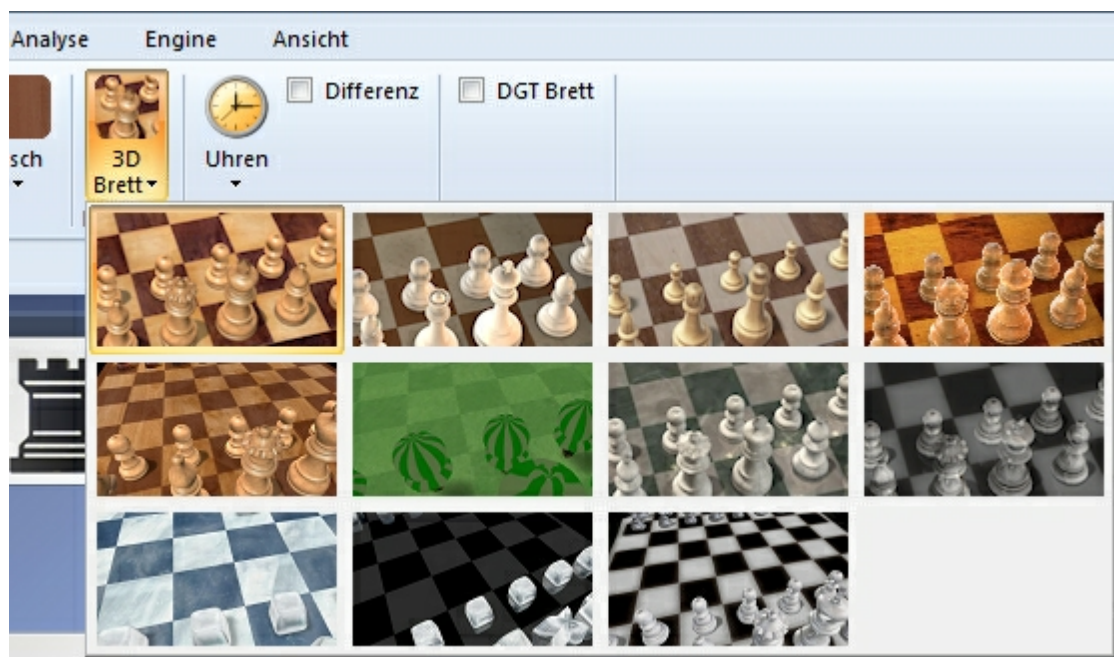 Analyse Engine Ansicht
Differenz DGT Brett
sch 3D Brett Uhren